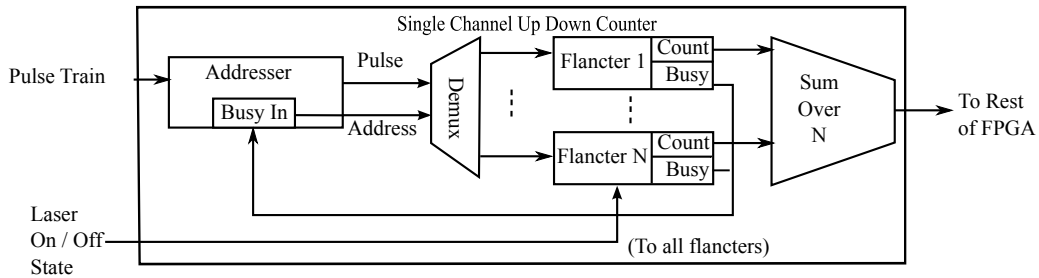 Single Channel Up Down Counter
Pulse Train
Addresser
Busy In
Pulse
Address
Demux
Flancter 1
Count
Busy
Flancter N
Count
Busy
Sum
Over
N
To Rest
of FPGA
Laser
On / Off
State
(To all flancters)